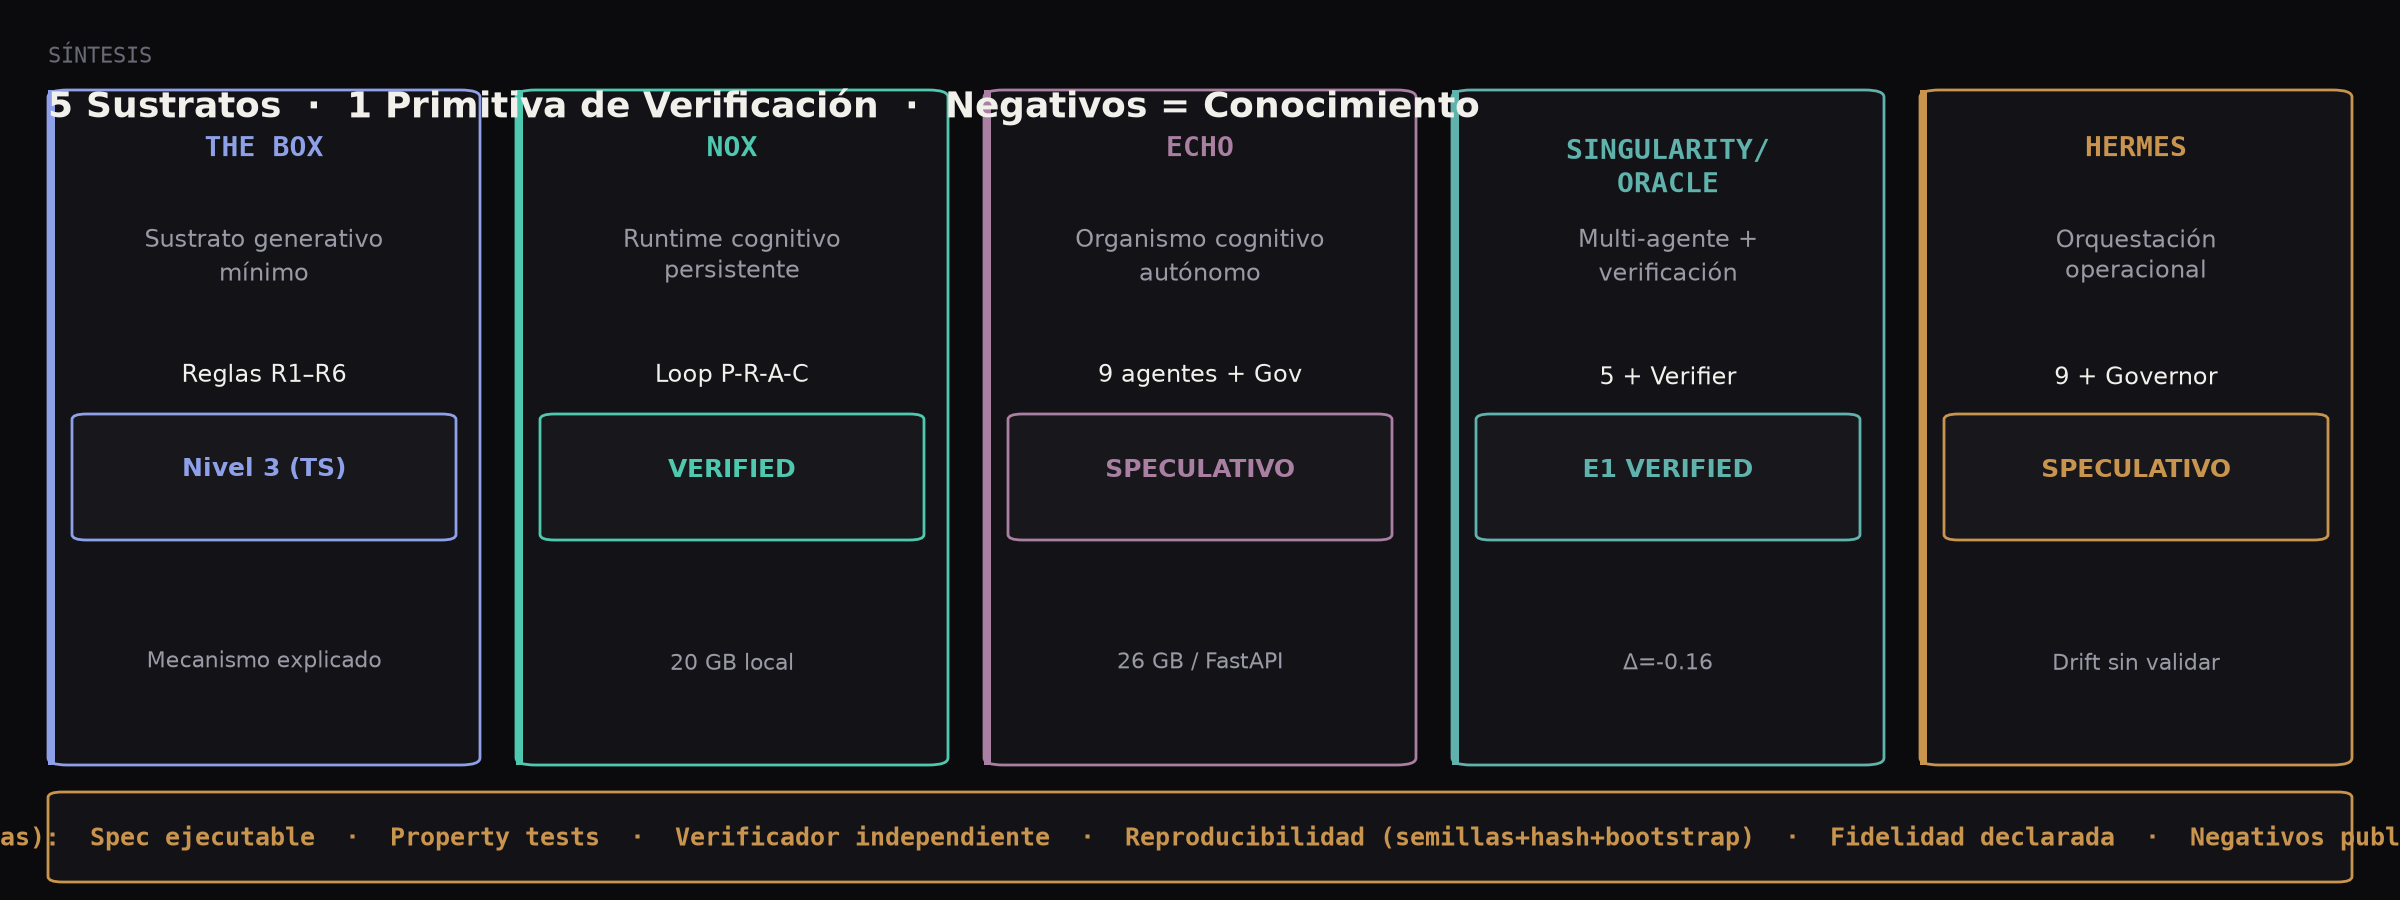 SÍNTESIS
5 Sustratos · 1 Primitiva de Verificación · Negativos = Conocimiento
THE BOX
Sustrato generativo
mínimo
Reglas R1–R6
Nivel 3 (TS)
Mecanismo explicado
NOX
Runtime cognitivo
persistente
Loop P-R-A-C
VERIFIED
20 GB local
ECHO
Organismo cognitivo
autónomo
9 agentes + Gov
SPECULATIVO
26 GB / FastAPI
SINGULARITY/
ORACLE
Multi-agente +
verificación
5 + Verifier
E1 VERIFIED
Δ=-0.16
HERMES
Orquestación
operacional
9 + Governor
SPECULATIVO
Drift sin validar
as): Spec ejecutable · Property tests · Verificador independiente · Reproducibilidad (semillas+hash+bootstrap) · Fidelidad declarada · Negativos publ